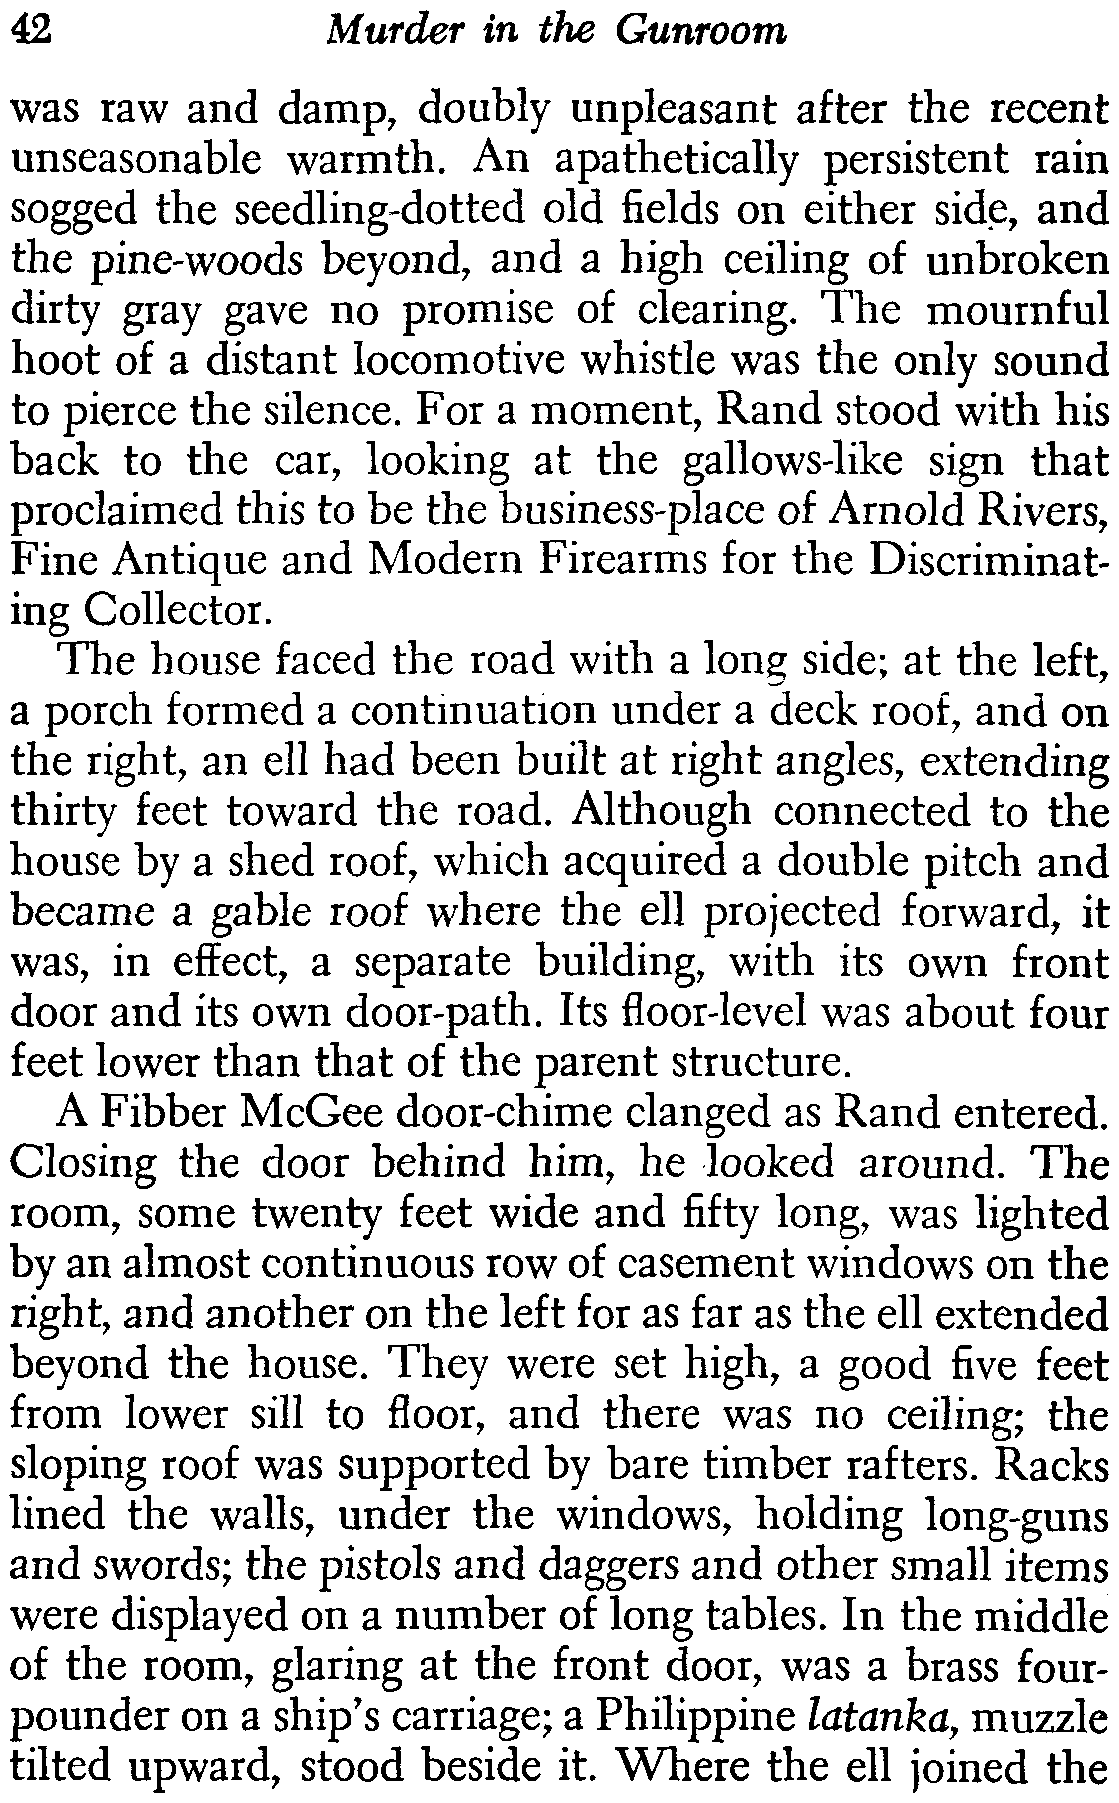 42 Murder in the Gunroom
was raw and damp, doubly unpleasant after the recent
unseasonable warmth. An apathetically persistent rain
sogged the seedling-dotted old fields on either side, and
the pine-woods beyond, and a high ceiling of unbroken
dirty gray gave no promise of clearing. The mournful
hoot of a distant locomotive whistle was the only sound
to pierce the silence. For a moment, Rand stood with his
back to the car, looking at the gallows-like sign that
proclaimed this to be the business-place of Arnold Rivers,
Fine Antique and Modern Firearms for the Discriminat-
ing Collector.
The house faced the road with a long side; at the left,
a porch formed a continuation under a deck roof, and on
the right, an ell had been built at right angles, extending
thirty feet toward the road. Although connected to the
house by a shed roof, which acquired a double pitch and
became a gable roof where the ell projected forward, it
was, in effect, a separate building, with its own front
door and its own door-path. Its floor-level was about four
feet lower than that of the parent structure.
A Fibber McGee door-chime clanged as Rand entered.
Closing the door behind him, he looked around. The
room, some twenty feet wide and fifty long, was lighted
by an almost continuous row of casement windows on the
right, and another on the left for as far as the ell extended
beyond the house. They were set high, a good five feet
from lower sill to floor, and there was no ceiling; the
sloping roof was supported by bare timber rafters. Racks
lined the walls, under the windows, holding long-guns
and swords; the pistols and daggers and other small items
were displayed on a number of long tables. In the middle
of the room, glaring at the front door, was a brass four-
pounder on a ship's carriage; a Philippine latanka, muzzle
tilted upward, stood beside it. Where the ell joined the